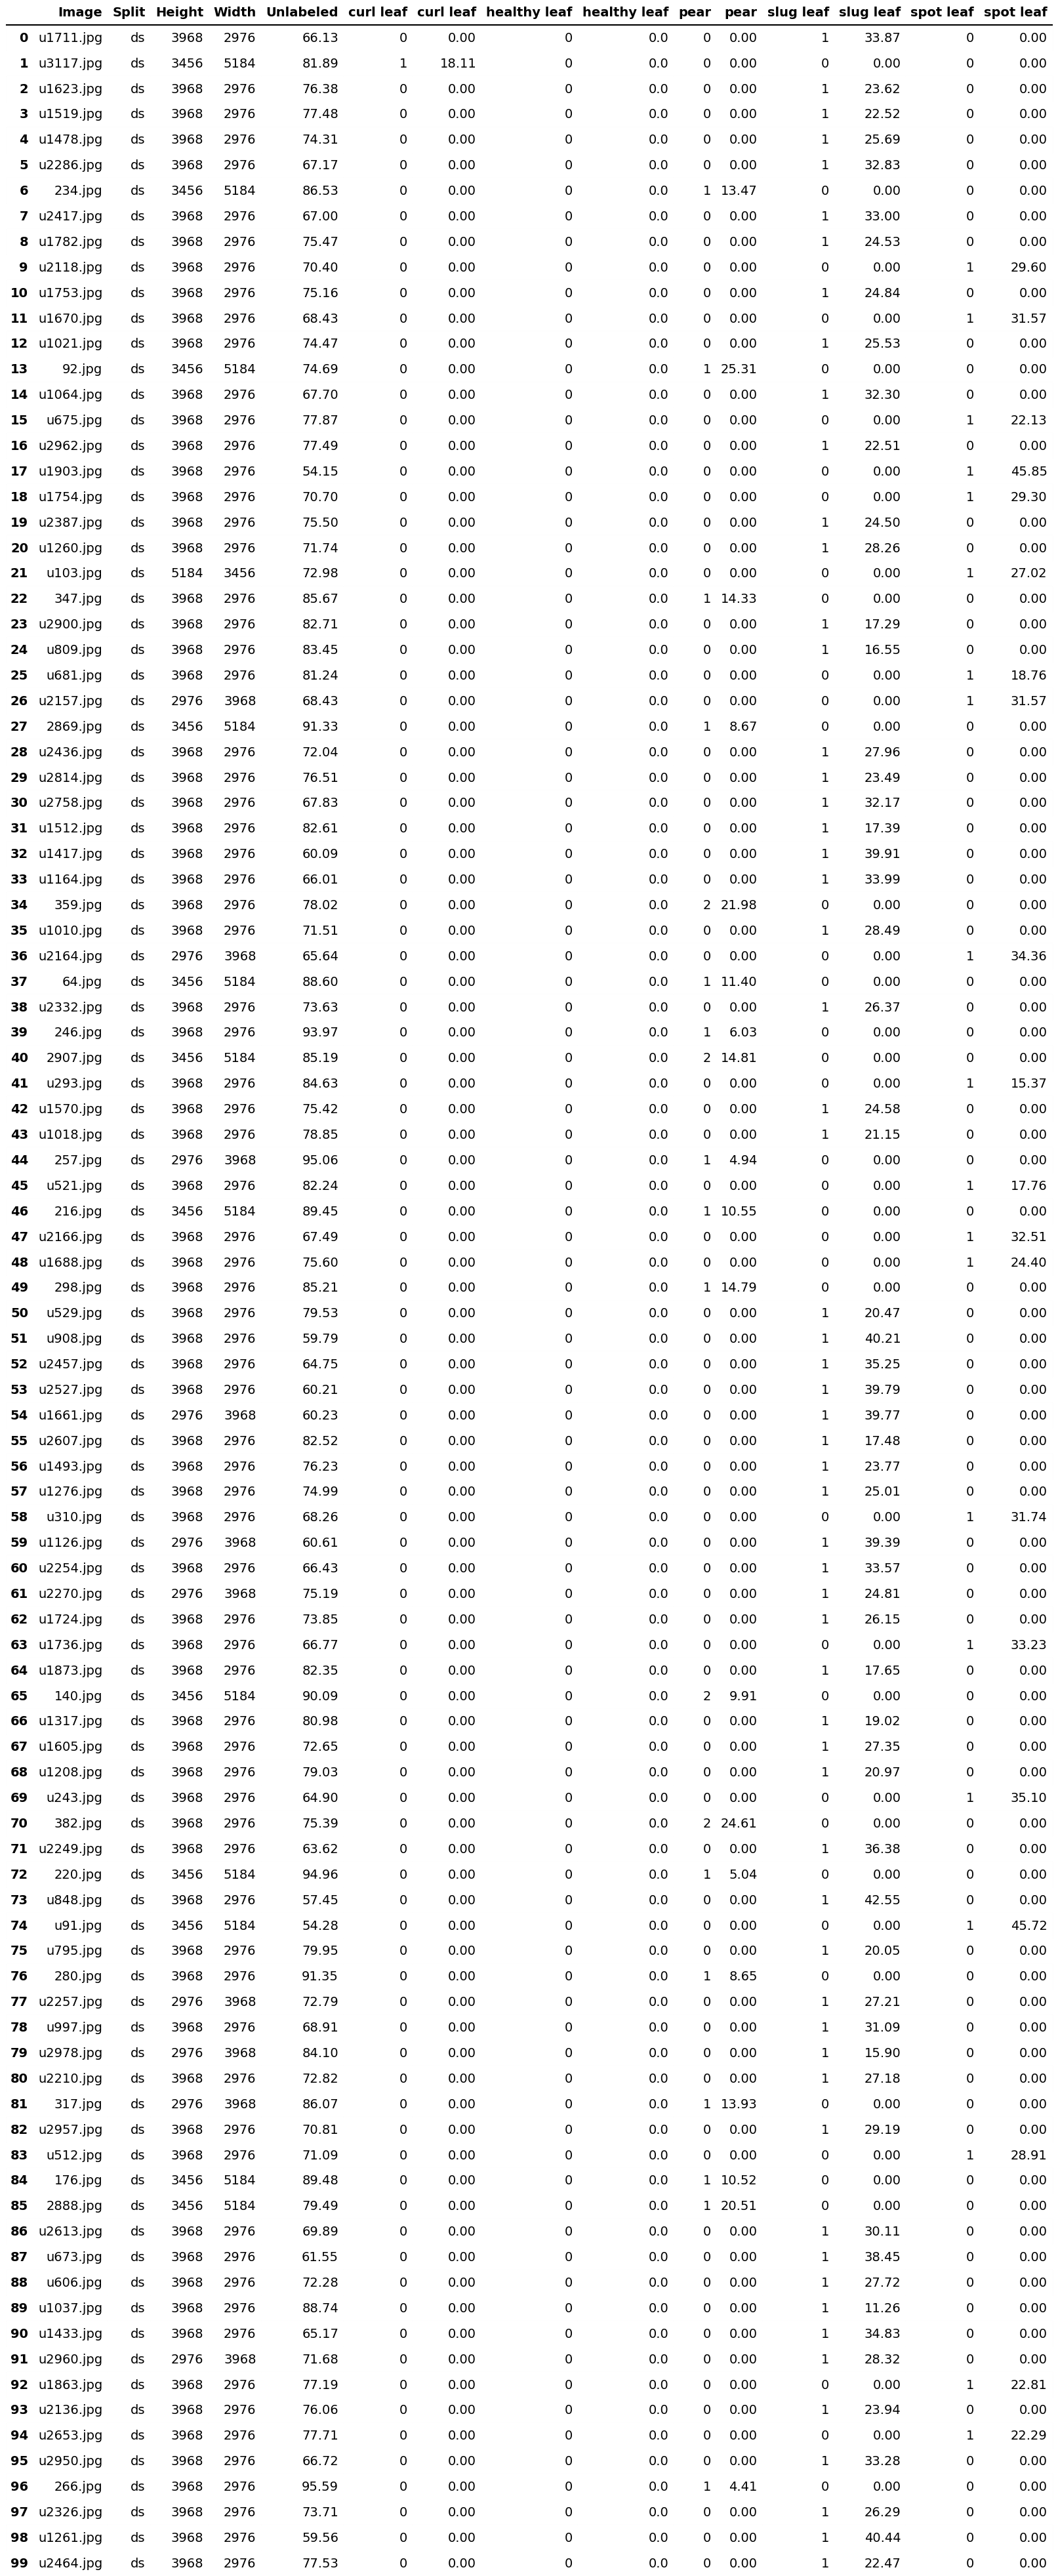 Image Split Height Width Unlabeled curl leaf curl leaf healthy leaf healthy leaf pear pear slug leaf slug leaf spot leaf spot leaf
0 u1711.jpg ds 3968 2976 66.13 0 0.00 0 0.0 0 0.00 1 33.87 0 0.00
1 u3117.jpg ds 3456 5184 81.89 1 18.11 0 0.0 0 0.00 0 0.00 0 0.00
2 u1623.jpg ds 3968 2976 76.38 0 0.00 0 0.0 0 0.00 1 23.62 0 0.00
3 u1519.jpg ds 3968 2976 77.48 0 0.00 0 0.0 0 0.00 1 22.52 0 0.00
4 u1478.jpg ds 3968 2976 74.31 0 0.00 0 0.0 0 0.00 1 25.69 0 0.00
5 u2286.jpg ds 3968 2976 67.17 0 0.00 0 0.0 0 0.00 1 32.83 0 0.00
6 234.jpg ds 3456 5184 86.53 0 0.00 0 0.0 1 13.47 0 0.00 0 0.00
7 u2417.jpg ds 3968 2976 67.00 0 0.00 0 0.0 0 0.00 1 33.00 0 0.00
8 u1782.jpg ds 3968 2976 75.47 0 0.00 0 0.0 0 0.00 1 24.53 0 0.00
9 u2118.jpg ds 3968 2976 70.40 0 0.00 0 0.0 0 0.00 0 0.00 1 29.60
10 u1753.jpg ds 3968 2976 75.16 0 0.00 0 0.0 0 0.00 1 24.84 0 0.00
11 u1670.jpg ds 3968 2976 68.43 0 0.00 0 0.0 0 0.00 0 0.00 1 31.57
12 u1021.jpg ds 3968 2976 74.47 0 0.00 0 0.0 0 0.00 1 25.53 0 0.00
13 92.jpg ds 3456 5184 74.69 0 0.00 0 0.0 1 25.31 0 0.00 0 0.00
14 u1064.jpg ds 3968 2976 67.70 0 0.00 0 0.0 0 0.00 1 32.30 0 0.00
15 u675.jpg ds 3968 2976 77.87 0 0.00 0 0.0 0 0.00 0 0.00 1 22.13
16 u2962.jpg ds 3968 2976 77.49 0 0.00 0 0.0 0 0.00 1 22.51 0 0.00
17 u1903.jpg ds 3968 2976 54.15 0 0.00 0 0.0 0 0.00 0 0.00 1 45.85
18 u1754.jpg ds 3968 2976 70.70 0 0.00 0 0.0 0 0.00 0 0.00 1 29.30
19 u2387.jpg ds 3968 2976 75.50 0 0.00 0 0.0 0 0.00 1 24.50 0 0.00
20 u1260.jpg ds 3968 2976 71.74 0 0.00 0 0.0 0 0.00 1 28.26 0 0.00
21 u103.jpg ds 5184 3456 72.98 0 0.00 0 0.0 0 0.00 0 0.00 1 27.02
22 347.jpg ds 3968 2976 85.67 0 0.00 0 0.0 1 14.33 0 0.00 0 0.00
23 u2900.jpg ds 3968 2976 82.71 0 0.00 0 0.0 0 0.00 1 17.29 0 0.00
24 u809.jpg ds 3968 2976 83.45 0 0.00 0 0.0 0 0.00 1 16.55 0 0.00
25 u681.jpg ds 3968 2976 81.24 0 0.00 0 0.0 0 0.00 0 0.00 1 18.76
26 u2157.jpg ds 2976 3968 68.43 0 0.00 0 0.0 0 0.00 0 0.00 1 31.57
27 2869.jpg ds 3456 5184 91.33 0 0.00 0 0.0 1 8.67 0 0.00 0 0.00
28 u2436.jpg ds 3968 2976 72.04 0 0.00 0 0.0 0 0.00 1 27.96 0 0.00
29 u2814.jpg ds 3968 2976 76.51 0 0.00 0 0.0 0 0.00 1 23.49 0 0.00
30 u2758.jpg ds 3968 2976 67.83 0 0.00 0 0.0 0 0.00 1 32.17 0 0.00
31 u1512.jpg ds 3968 2976 82.61 0 0.00 0 0.0 0 0.00 1 17.39 0 0.00
32 u1417.jpg ds 3968 2976 60.09 0 0.00 0 0.0 0 0.00 1 39.91 0 0.00
33 u1164.jpg ds 3968 2976 66.01 0 0.00 0 0.0 0 0.00 1 33.99 0 0.00
34 359.jpg ds 3968 2976 78.02 0 0.00 0 0.0 2 21.98 0 0.00 0 0.00
35 u1010.jpg ds 3968 2976 71.51 0 0.00 0 0.0 0 0.00 1 28.49 0 0.00
36 u2164.jpg ds 2976 3968 65.64 0 0.00 0 0.0 0 0.00 0 0.00 1 34.36
37 64.jpg ds 3456 5184 88.60 0 0.00 0 0.0 1 11.40 0 0.00 0 0.00
38 u2332.jpg ds 3968 2976 73.63 0 0.00 0 0.0 0 0.00 1 26.37 0 0.00
39 246.jpg ds 3968 2976 93.97 0 0.00 0 0.0 1 6.03 0 0.00 0 0.00
40 2907.jpg ds 3456 5184 85.19 0 0.00 0 0.0 2 14.81 0 0.00 0 0.00
41 u293.jpg ds 3968 2976 84.63 0 0.00 0 0.0 0 0.00 0 0.00 1 15.37
42 u1570.jpg ds 3968 2976 75.42 0 0.00 0 0.0 0 0.00 1 24.58 0 0.00
43 u1018.jpg ds 3968 2976 78.85 0 0.00 0 0.0 0 0.00 1 21.15 0 0.00
44 257.jpg ds 2976 3968 95.06 0 0.00 0 0.0 1 4.94 0 0.00 0 0.00
45 u521.jpg ds 3968 2976 82.24 0 0.00 0 0.0 0 0.00 0 0.00 1 17.76
46 216.jpg ds 3456 5184 89.45 0 0.00 0 0.0 1 10.55 0 0.00 0 0.00
47 u2166.jpg ds 3968 2976 67.49 0 0.00 0 0.0 0 0.00 0 0.00 1 32.51
48 u1688.jpg ds 3968 2976 75.60 0 0.00 0 0.0 0 0.00 0 0.00 1 24.40
49 298.jpg ds 3968 2976 85.21 0 0.00 0 0.0 1 14.79 0 0.00 0 0.00
50 u529.jpg ds 3968 2976 79.53 0 0.00 0 0.0 0 0.00 1 20.47 0 0.00
51 u908.jpg ds 3968 2976 59.79 0 0.00 0 0.0 0 0.00 1 40.21 0 0.00
52 u2457.jpg ds 3968 2976 64.75 0 0.00 0 0.0 0 0.00 1 35.25 0 0.00
53 u2527.jpg ds 3968 2976 60.21 0 0.00 0 0.0 0 0.00 1 39.79 0 0.00
54 u1661.jpg ds 2976 3968 60.23 0 0.00 0 0.0 0 0.00 1 39.77 0 0.00
55 u2607.jpg ds 3968 2976 82.52 0 0.00 0 0.0 0 0.00 1 17.48 0 0.00
56 u1493.jpg ds 3968 2976 76.23 0 0.00 0 0.0 0 0.00 1 23.77 0 0.00
57 u1276.jpg ds 3968 2976 74.99 0 0.00 0 0.0 0 0.00 1 25.01 0 0.00
58 u310.jpg ds 3968 2976 68.26 0 0.00 0 0.0 0 0.00 0 0.00 1 31.74
59 u1126.jpg ds 2976 3968 60.61 0 0.00 0 0.0 0 0.00 1 39.39 0 0.00
60 u2254.jpg ds 3968 2976 66.43 0 0.00 0 0.0 0 0.00 1 33.57 0 0.00
61 u2270.jpg ds 2976 3968 75.19 0 0.00 0 0.0 0 0.00 1 24.81 0 0.00
62 u1724.jpg ds 3968 2976 73.85 0 0.00 0 0.0 0 0.00 1 26.15 0 0.00
63 u1736.jpg ds 3968 2976 66.77 0 0.00 0 0.0 0 0.00 0 0.00 1 33.23
64 u1873.jpg ds 3968 2976 82.35 0 0.00 0 0.0 0 0.00 1 17.65 0 0.00
65 140.jpg ds 3456 5184 90.09 0 0.00 0 0.0 2 9.91 0 0.00 0 0.00
66 u1317.jpg ds 3968 2976 80.98 0 0.00 0 0.0 0 0.00 1 19.02 0 0.00
67 u1605.jpg ds 3968 2976 72.65 0 0.00 0 0.0 0 0.00 1 27.35 0 0.00
68 u1208.jpg ds 3968 2976 79.03 0 0.00 0 0.0 0 0.00 1 20.97 0 0.00
69 u243.jpg ds 3968 2976 64.90 0 0.00 0 0.0 0 0.00 0 0.00 1 35.10
70 382.jpg ds 3968 2976 75.39 0 0.00 0 0.0 2 24.61 0 0.00 0 0.00
71 u2249.jpg ds 3968 2976 63.62 0 0.00 0 0.0 0 0.00 1 36.38 0 0.00
72 220.jpg ds 3456 5184 94.96 0 0.00 0 0.0 1 5.04 0 0.00 0 0.00
73 u848.jpg ds 3968 2976 57.45 0 0.00 0 0.0 0 0.00 1 42.55 0 0.00
74 u91.jpg ds 3456 5184 54.28 0 0.00 0 0.0 0 0.00 0 0.00 1 45.72
75 u795.jpg ds 3968 2976 79.95 0 0.00 0 0.0 0 0.00 1 20.05 0 0.00
76 280.jpg ds 3968 2976 91.35 0 0.00 0 0.0 1 8.65 0 0.00 0 0.00
77 u2257.jpg ds 2976 3968 72.79 0 0.00 0 0.0 0 0.00 1 27.21 0 0.00
78 u997.jpg ds 3968 2976 68.91 0 0.00 0 0.0 0 0.00 1 31.09 0 0.00
79 u2978.jpg ds 2976 3968 84.10 0 0.00 0 0.0 0 0.00 1 15.90 0 0.00
80 u2210.jpg ds 3968 2976 72.82 0 0.00 0 0.0 0 0.00 1 27.18 0 0.00
81 317.jpg ds 2976 3968 86.07 0 0.00 0 0.0 1 13.93 0 0.00 0 0.00
82 u2957.jpg ds 3968 2976 70.81 0 0.00 0 0.0 0 0.00 1 29.19 0 0.00
83 u512.jpg ds 3968 2976 71.09 0 0.00 0 0.0 0 0.00 0 0.00 1 28.91
84 176.jpg ds 3456 5184 89.48 0 0.00 0 0.0 1 10.52 0 0.00 0 0.00
85 2888.jpg ds 3456 5184 79.49 0 0.00 0 0.0 1 20.51 0 0.00 0 0.00
86 u2613.jpg ds 3968 2976 69.89 0 0.00 0 0.0 0 0.00 1 30.11 0 0.00
87 u673.jpg ds 3968 2976 61.55 0 0.00 0 0.0 0 0.00 1 38.45 0 0.00
88 u606.jpg ds 3968 2976 72.28 0 0.00 0 0.0 0 0.00 1 27.72 0 0.00
89 u1037.jpg ds 3968 2976 88.74 0 0.00 0 0.0 0 0.00 1 11.26 0 0.00
90 u1433.jpg ds 3968 2976 65.17 0 0.00 0 0.0 0 0.00 1 34.83 0 0.00
91 u2960.jpg ds 2976 3968 71.68 0 0.00 0 0.0 0 0.00 1 28.32 0 0.00
92 u1863.jpg ds 3968 2976 77.19 0 0.00 0 0.0 0 0.00 0 0.00 1 22.81
93 u2136.jpg ds 3968 2976 76.06 0 0.00 0 0.0 0 0.00 1 23.94 0 0.00
94 u2653.jpg ds 3968 2976 77.71 0 0.00 0 0.0 0 0.00 0 0.00 1 22.29
95 u2950.jpg ds 3968 2976 66.72 0 0.00 0 0.0 0 0.00 1 33.28 0 0.00
96 266.jpg ds 3968 2976 95.59 0 0.00 0 0.0 1 4.41 0 0.00 0 0.00
97 u2326.jpg ds 3968 2976 73.71 0 0.00 0 0.0 0 0.00 1 26.29 0 0.00
98 u1261.jpg ds 3968 2976 59.56 0 0.00 0 0.0 0 0.00 1 40.44 0 0.00
99 u2464.jpg ds 3968 2976 77.53 0 0.00 0 0.0 0 0.00 1 22.47 0 0.00